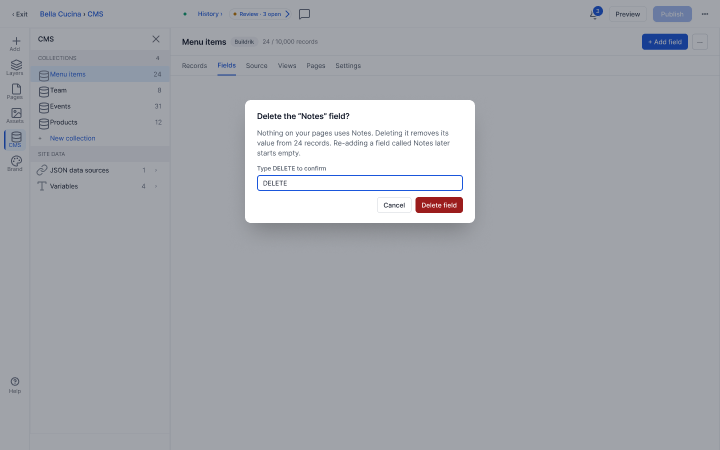 ‹ Exit
Bella Cucina › CMS
History ›
Review · 3 open
3
Preview
Publish
Add
Layers
Pages
Assets
CMS
Brand
Help
CMS
COLLECTIONS 4
Menu items 24
Team 8
Events 31
Products 12
+ New collection
SITE DATA
JSON data sources 1
Variables 4
Menu items Buildrik 24 / 10,000 records
+ Add field
Records Fields Source Views Pages Settings
Delete the "Notes" field?
Nothing on your pages uses Notes. Deleting it removes its
value from 24 records. Re-adding a field called Notes later
starts empty.
Type DELETE to confirm
DELETE
Cancel
Delete field